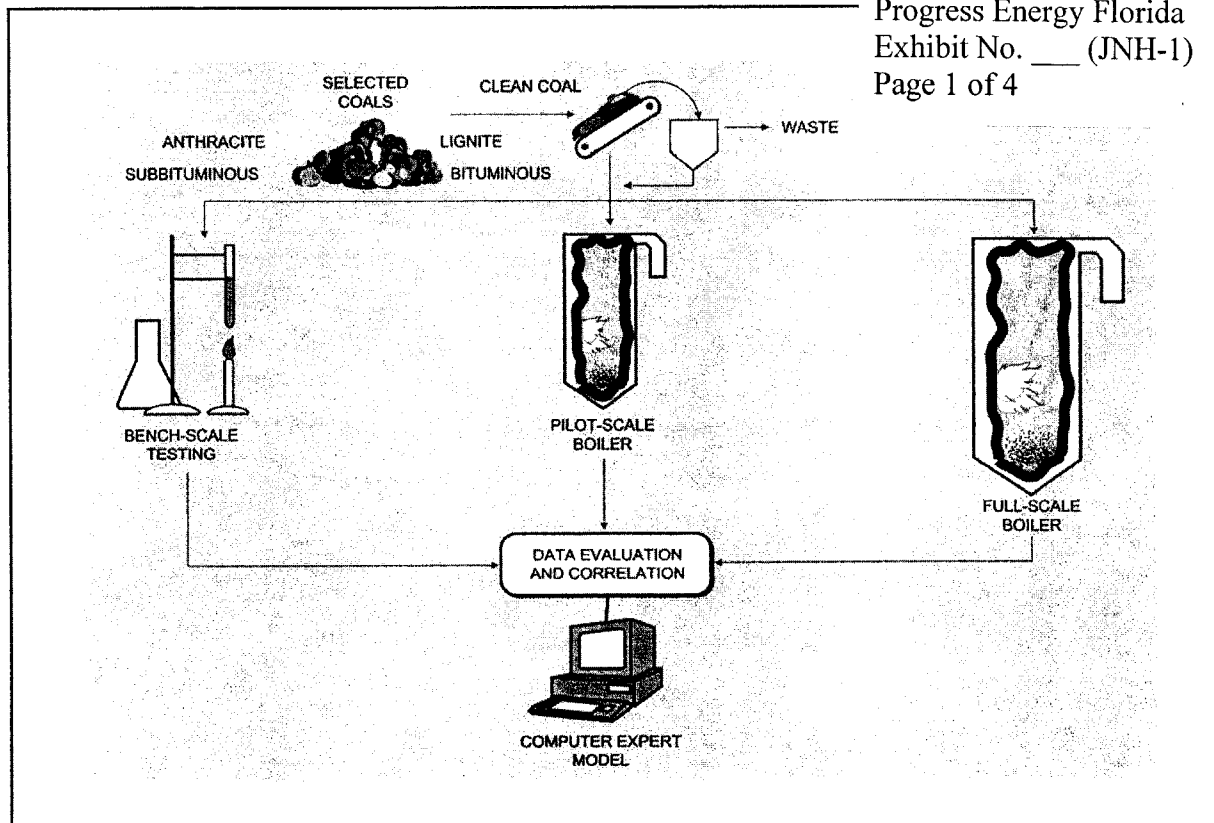 Progress Energy Florida
Exhibit No. ___ (JNH-1)
Page 1 of 4
SELECTED
COALS
CLEAN COAL
WASTE
ANTHRACITE
LIGNITE
SUBBITUMINOUS
BITUMINOUS
BENCH-SCALE
TESTING
PILOT-SCALE
BOILER
FULL-SCALE
BOILER
DATA EVALUATION
AND CORRELATION
COMPUTER EXPERT
MODEL